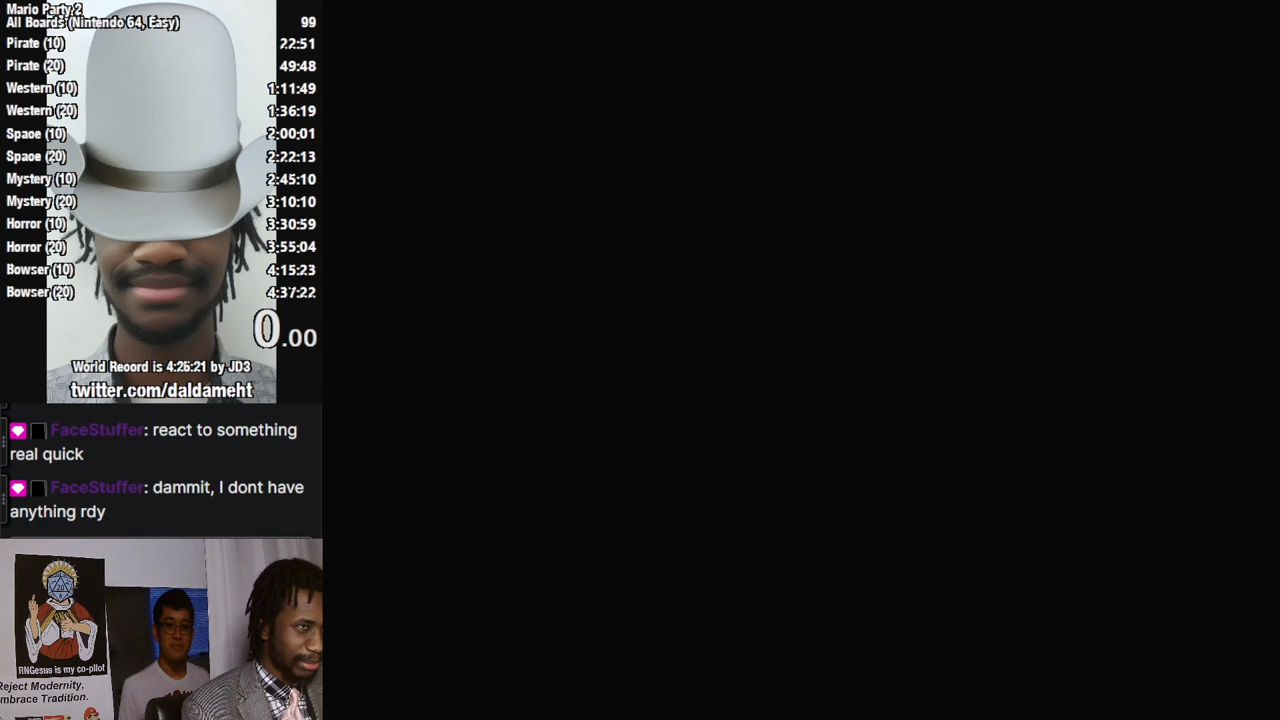 Mario Party 2
All Boards (Nintendo 64, Easy) 99
Pirate (10) 22:51
Pirate (20) 49:48
Western (10) 1:11:49
Western (20) 1:36:19
Space (10) 2:00:01
Space (20) 2:22:13
Mystery (10) 2:45:10
Mystery (20) 3:10:10
Horror (10) 3:30:59
Horror (20) 3:55:04
Bowser (10) 4:15:23
Bowser (20) 4:37:22
0.00
World Record is 4:26:21 by JD3
twitter.com/daldameht
FaceStuffer: react to something
real quick
FaceStuffer: dammit, I dont have
anything rdy
20
RNGesus is my co-pilot
Reject Modernity,
mbrace Tradition.